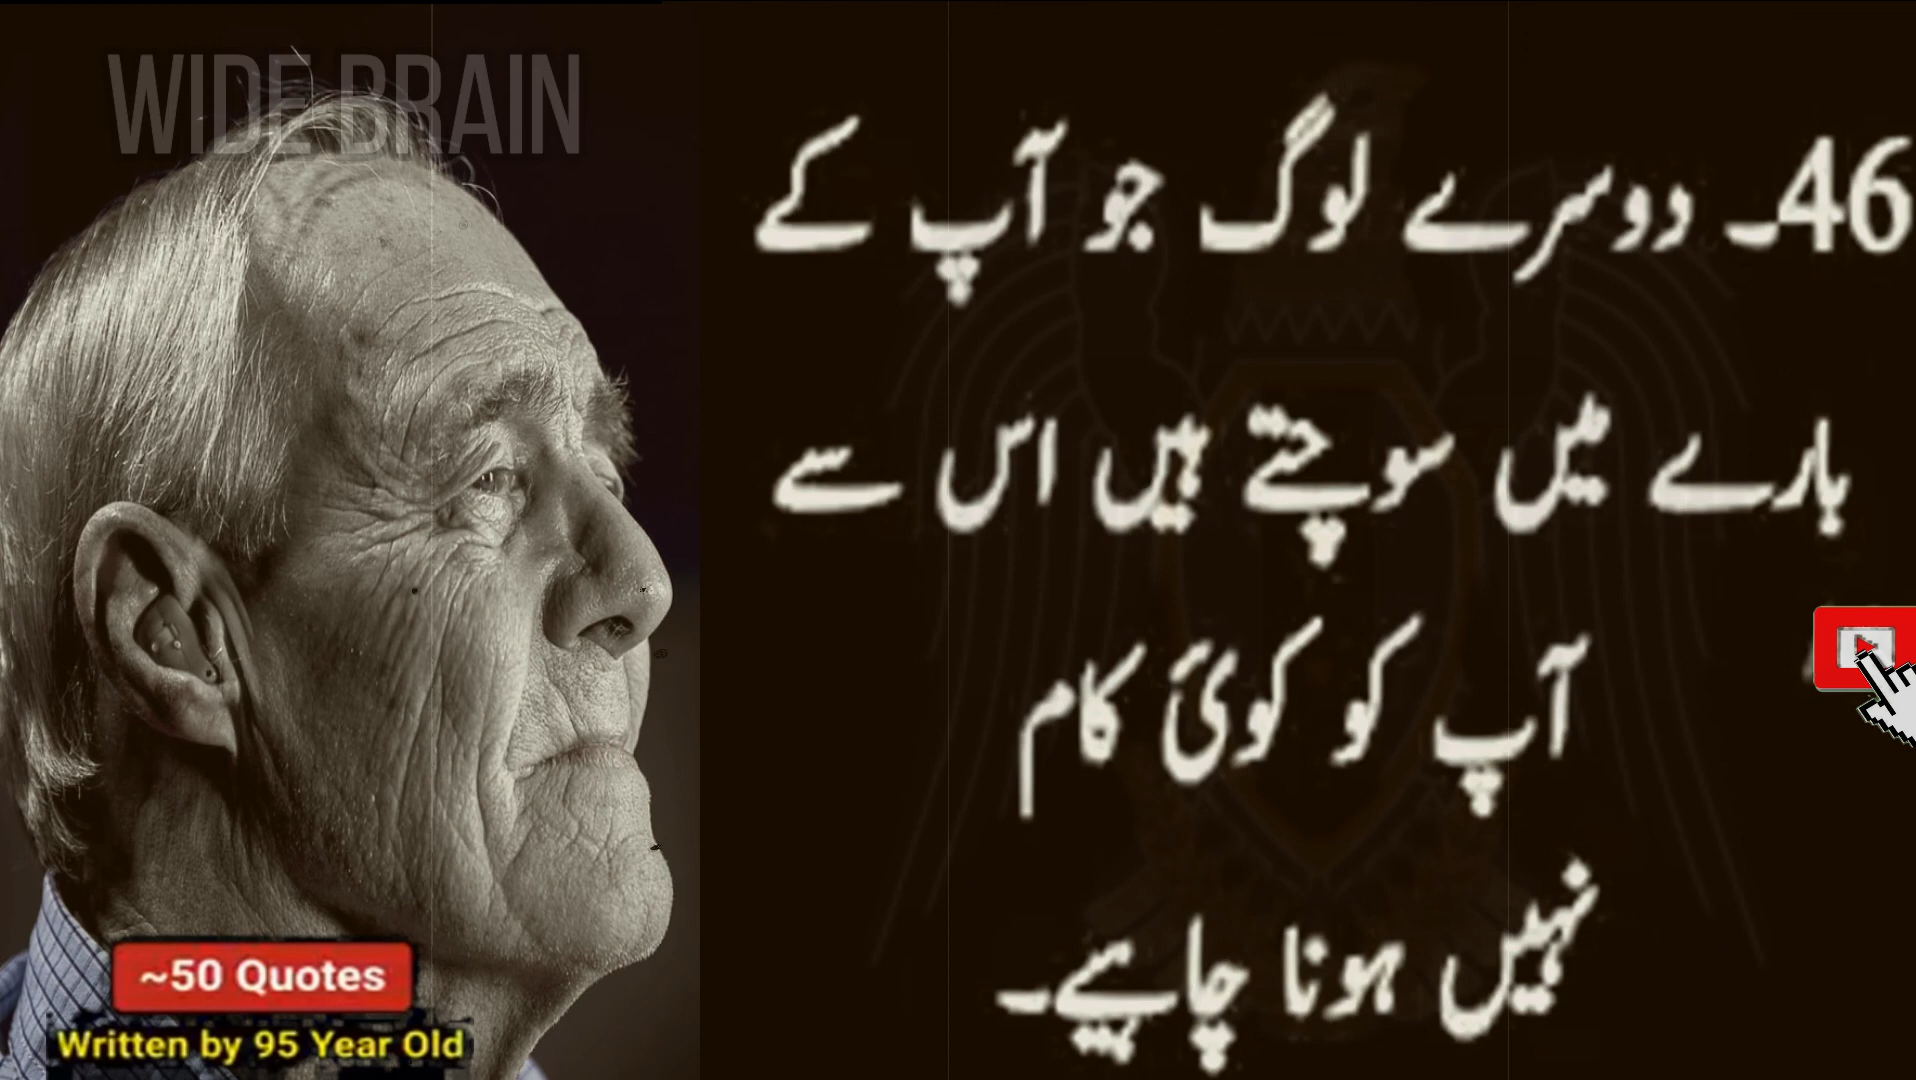 WIDE BRAIN
46۔ دوسرے لوگ جو آپ کے
بارے میں سوچتے ہیں اس سے
آپ کو کوئ کام
نہیں ہونا چاہیے۔
~50 Quotes
Written by 95 Year Old